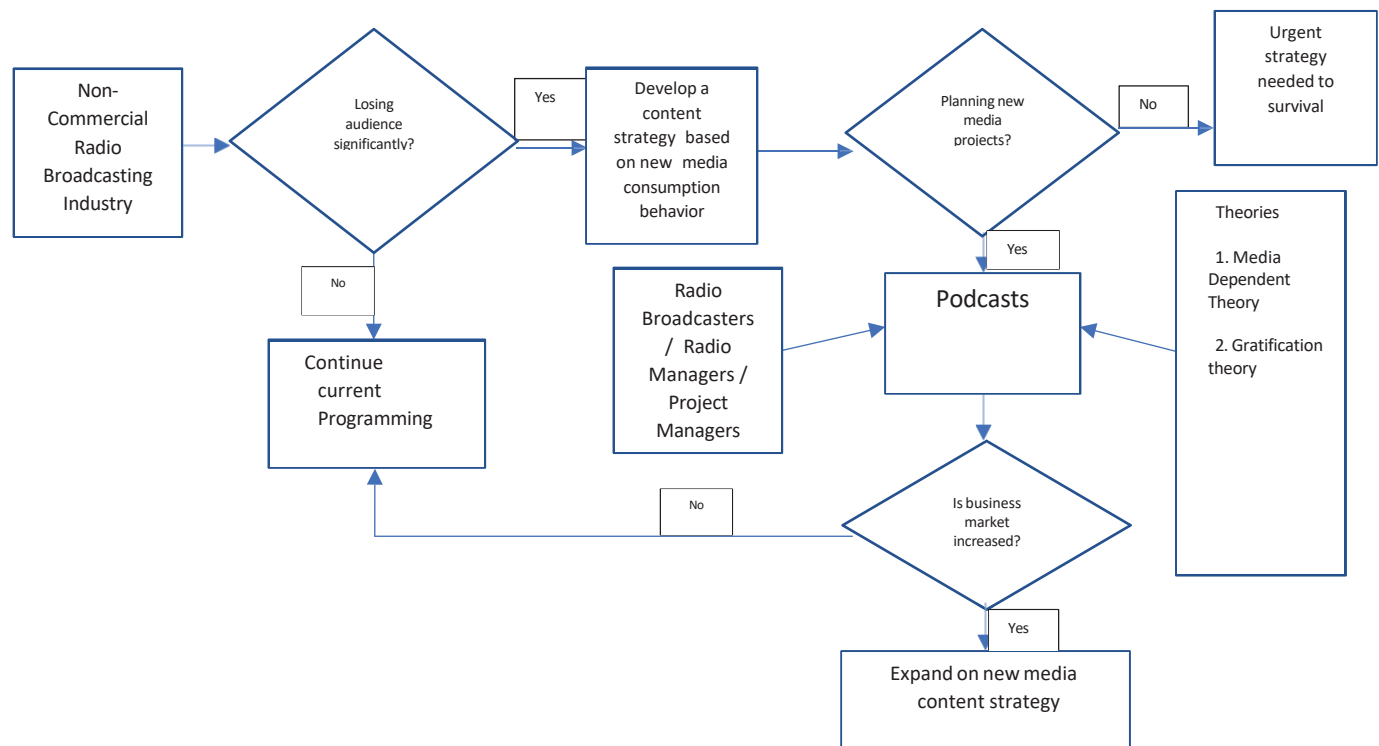 Non-
Commercial
Radio
Broadcasting
Industry
Losing
audience
significantly?
Yes
No
Continue
current
Programming
Develop a
content
strategy based
on new media
consumption
behavior
Planning new
media
projects?
No
Urgent
strategy
needed to
survival
Yes
Radio
Broadcasters
/ Radio
Managers /
Project
Managers
Podcasts
Theories
1. Media
Dependent
Theory
2. Gratification
theory
Is business
market
increased?
No
Yes
Expand on new media
content strategy